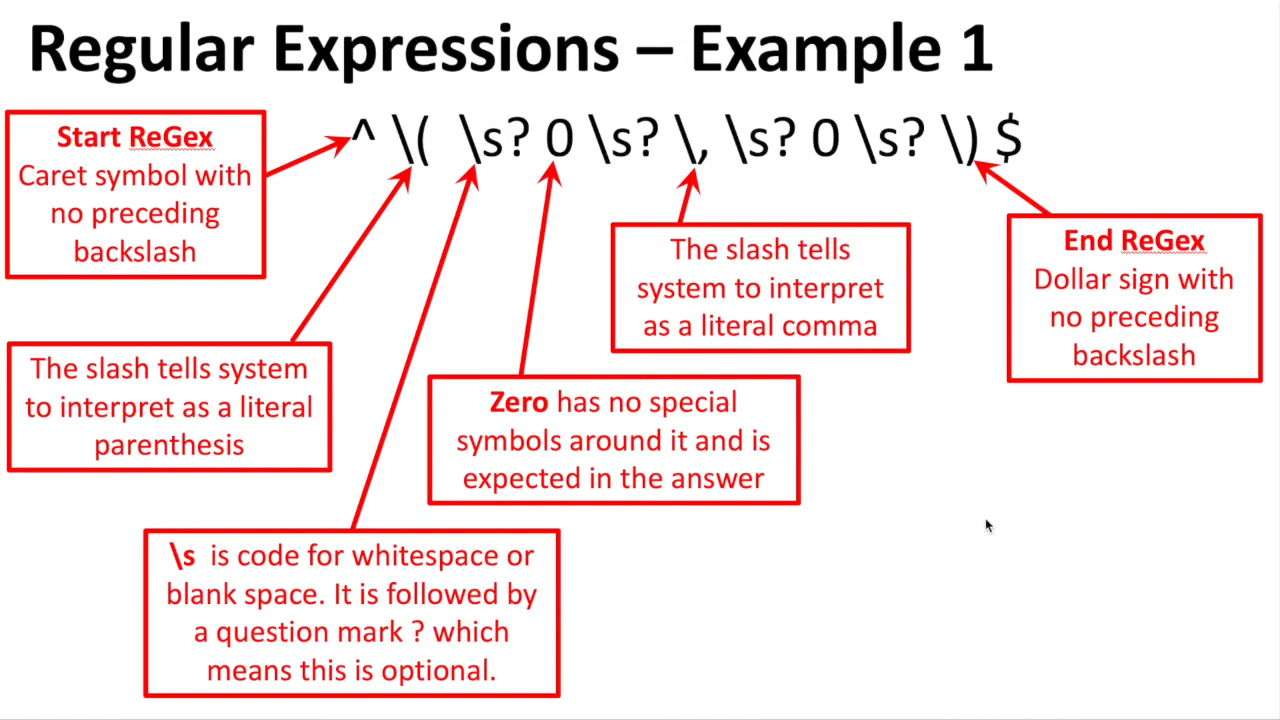 Regular Expressions – Example 1
^ \( \s? 0 \s? \, \s? 0 \s? \) $
Start ReGex
Caret symbol with
no preceding
backslash
The slash tells
system to interpret
as a literal comma
End ReGex
Dollar sign with
no preceding
backslash
The slash tells system
to interpret as a literal
parenthesis
Zero has no special
symbols around it and is
expected in the answer
\s is code for whitespace or
blank space. It is followed by
a question mark ? which
means this is optional.